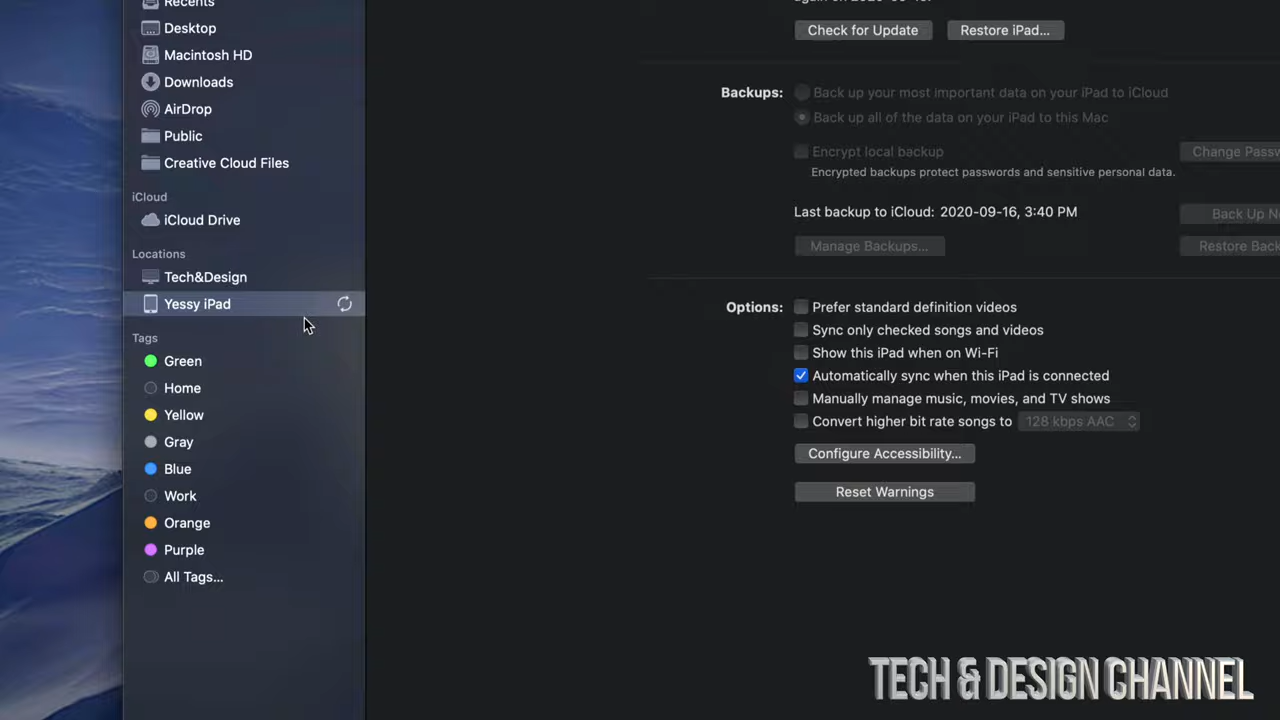 Recents
Desktop
Macintosh HD
Downloads
AirDrop
Public
Creative Cloud Files
iCloud
iCloud Drive
Locations
Tech&Design
Yessy iPad
Tags
Green
Home
Yellow
Gray
Blue
Work
Orange
Purple
All Tags...
Check for Update Restore iPad...
Backups: Back up your most important data on your iPad to iCloud
Back up all of the data on your iPad to this Mac
Encrypt local backup Change Passw
Encrypted backups protect passwords and sensitive personal data.
Last backup to iCloud: 2020-09-16, 3:40 PM Back Up N
Manage Backups... Restore Back
Options: Prefer standard definition videos
Sync only checked songs and videos
Show this iPad when on Wi-Fi
Automatically sync when this iPad is connected
Manually manage music, movies, and TV shows
Convert higher bit rate songs to 128 kbps AAC
Configure Accessibility...
Reset Warnings
TECH & DESIGN CHANNEL